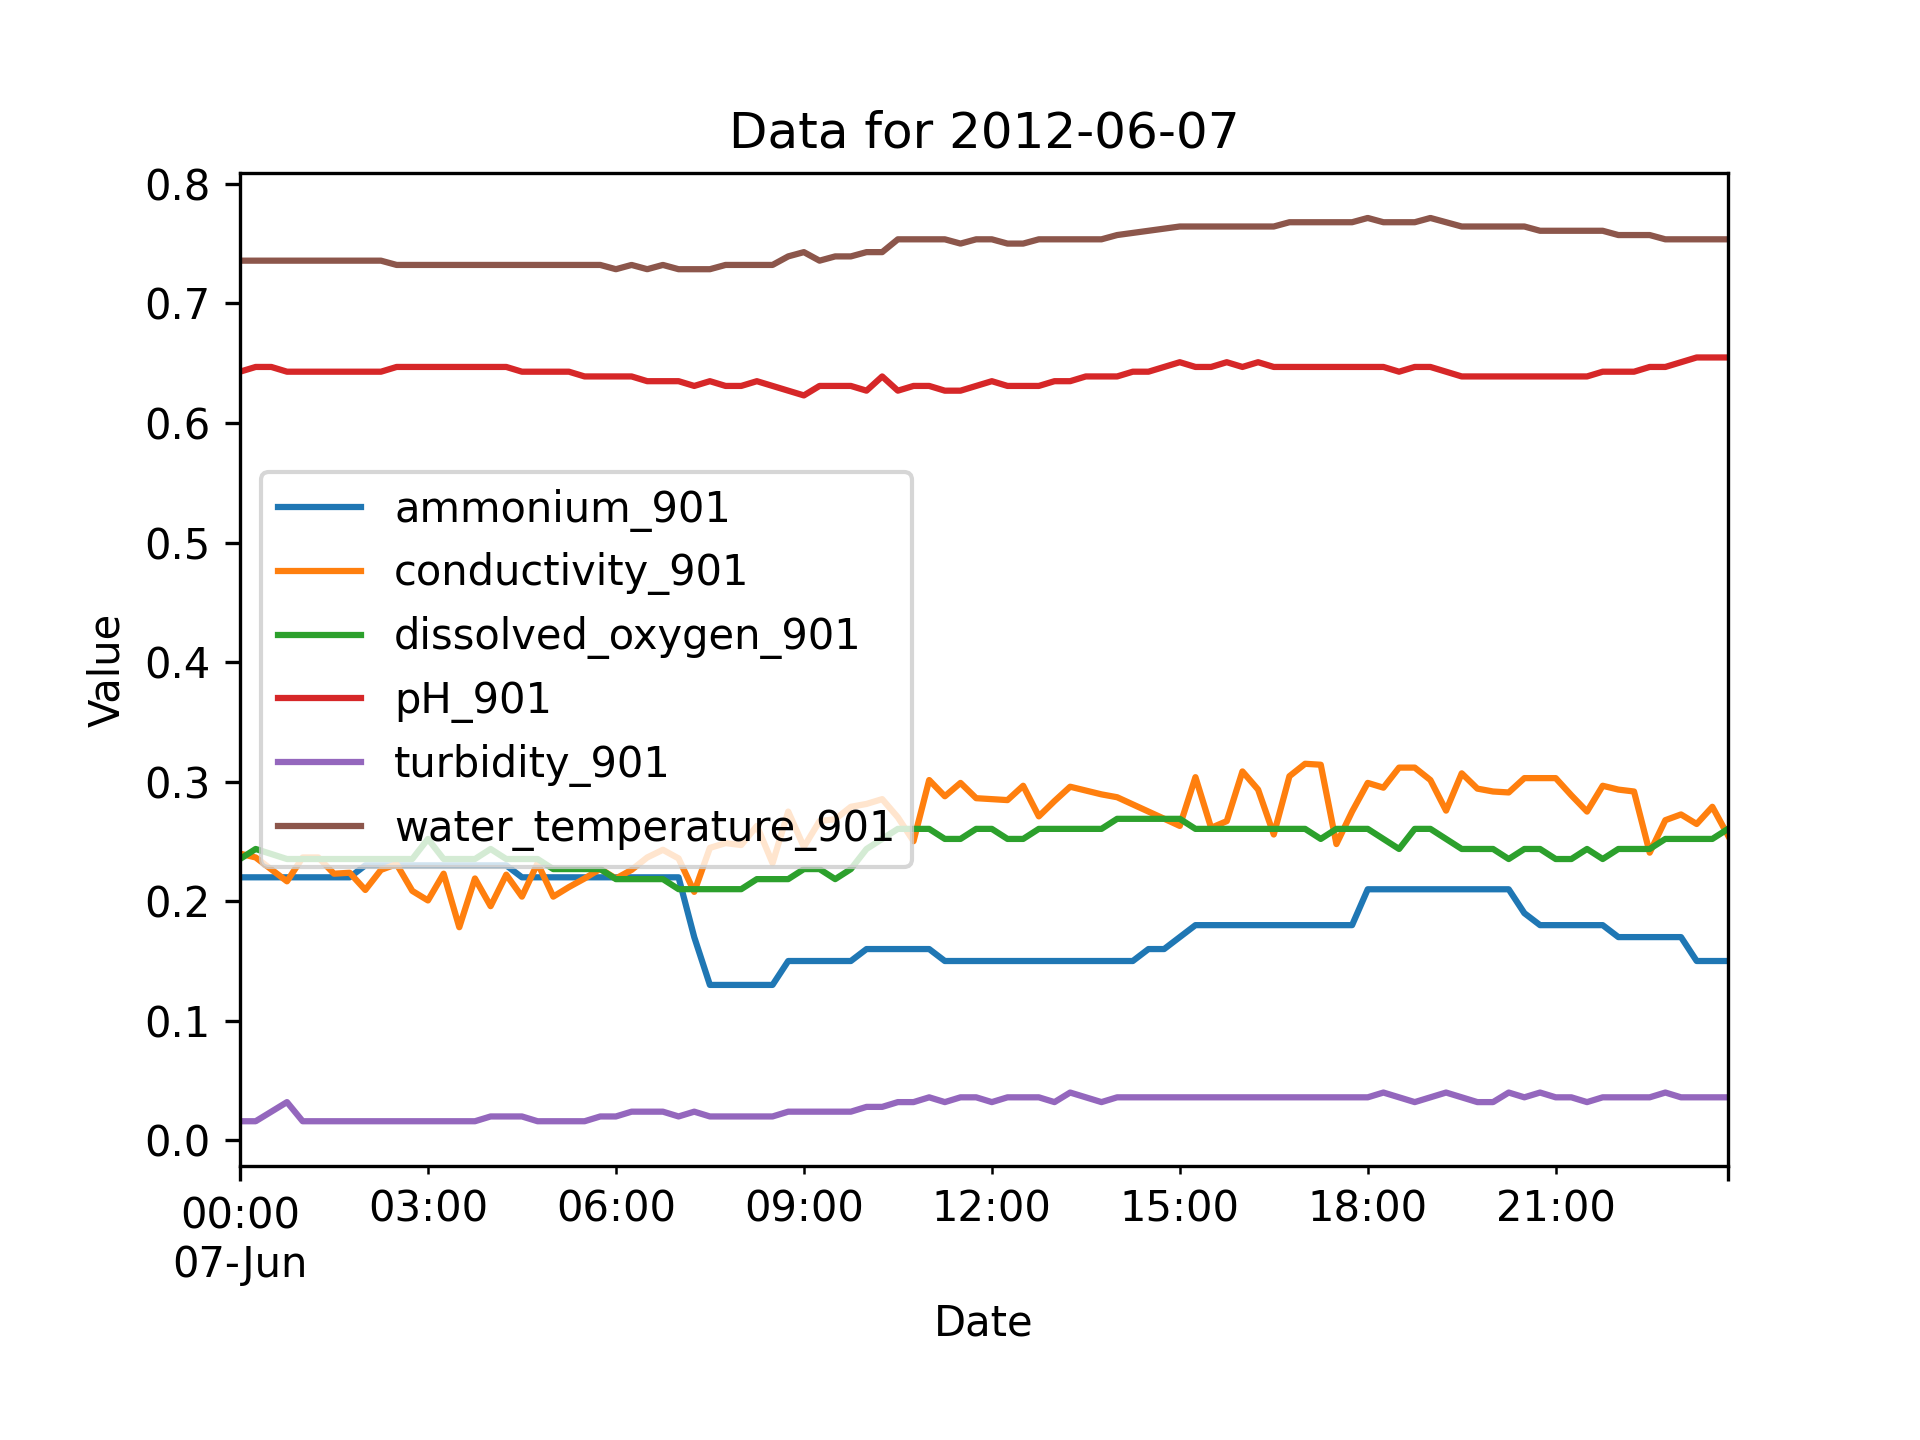 Data for 2012-06-07
0.8
0.7
0.6
0.5
0.4
0.3
0.2
0.1
0.0
Value
ammonium_901
conductivity_901
dissolved_oxygen_901
pH_901
turbidity_901
water_temperature_901
00:00 03:00 06:00 09:00 12:00 15:00 18:00 21:00
07-Jun
Date